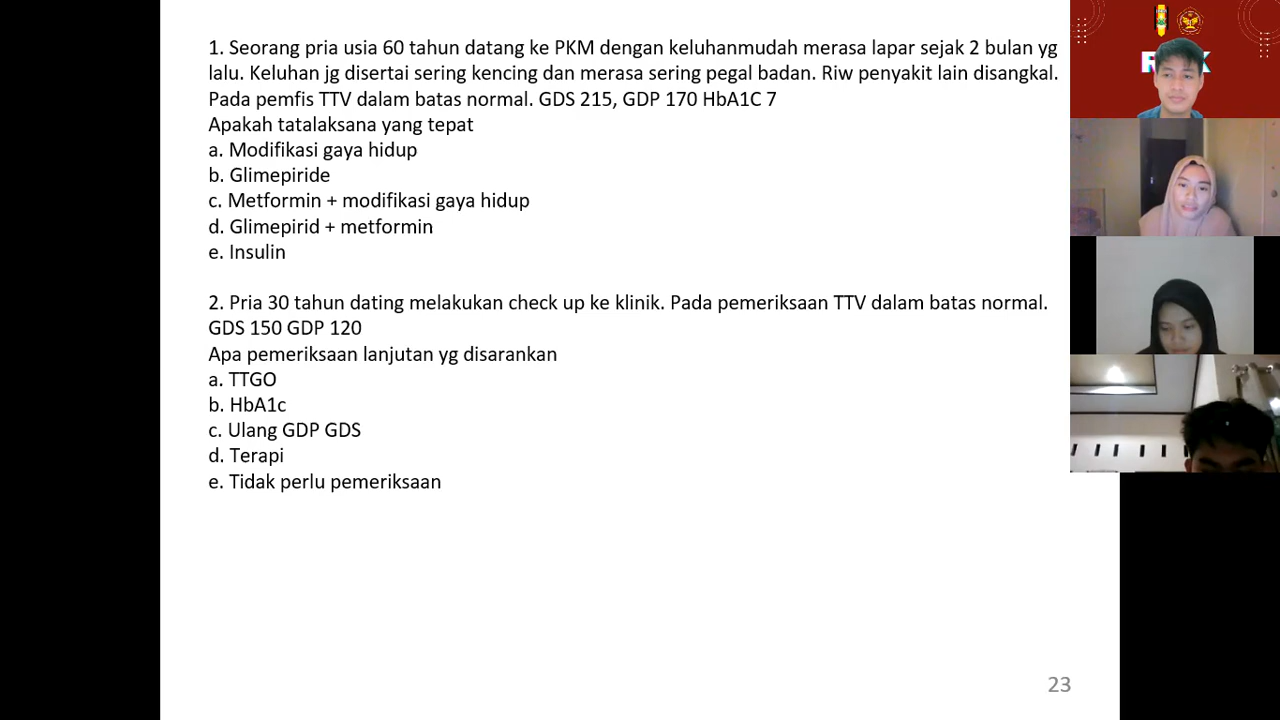 1. Seorang pria usia 60 tahun datang ke PKM dengan keluhanmudah merasa lapar sejak 2 bulan yg
lalu. Keluhan jg disertai sering kencing dan merasa sering pegal badan. Riw penyakit lain disangkal.
Pada pemfis TTV dalam batas normal. GDS 215, GDP 170 HbA1C 7
Apakah tatalaksana yang tepat
a. Modifikasi gaya hidup
b. Glimepiride
c. Metformin + modifikasi gaya hidup
d. Glimepirid + metformin
e. Insulin
2. Pria 30 tahun dating melakukan check up ke klinik. Pada pemeriksaan TTV dalam batas normal.
GDS 150 GDP 120
Apa pemeriksaan lanjutan yg disarankan
a. TTGO
b. HbA1c
c. Ulang GDP GDS
d. Terapi
e. Tidak perlu pemeriksaan
23